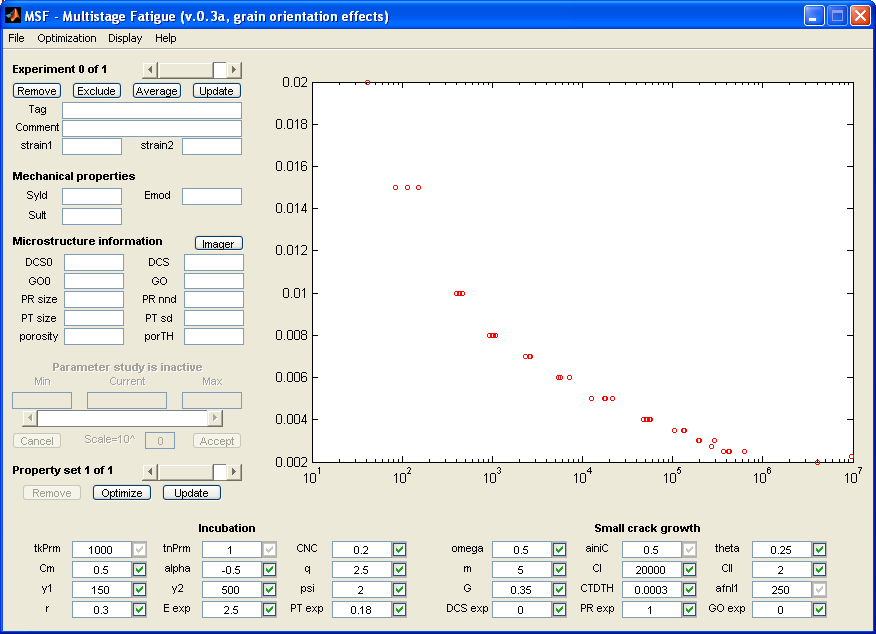 MSF - Multistage Fatigue (v.0.3a, grain orientation effects)
File Optimization Display Help
Experiment 0 of 1
Remove Exclude Average Update
Tag
Comment
strain1 strain2
Mechanical properties
Syld Emod
Sult
Microstructure information Imager
DCS0 DCS
GO0 GO
PR size PR nnd
PT size PT sd
porosity porTH
Parameter study is inactive
Min Current Max
Cancel Scale=10^ 0 Accept
Property set 1 of 1
Remove Optimize Update
0.02
0.018
0.016
0.014
0.012
0.01
0.008
0.006
0.004
0.002
10^1 10^2 10^3 10^4 10^5 10^6 10^7
Incubation
tkPrm 1000 tnPrm 1 CNC 0.2
Cm 0.5 alpha -0.5 q 2.5
y1 150 y2 500 psi 2
r 0.3 E exp 2.5 PT exp 0.18
Small crack growth
omega 0.5 ainiC 0.5 theta 0.25
m 5 CI 20000 CII 2
G 0.35 CTDTH 0.0003 afnl1 250
DCS exp 0 PR exp 1 GO exp 0